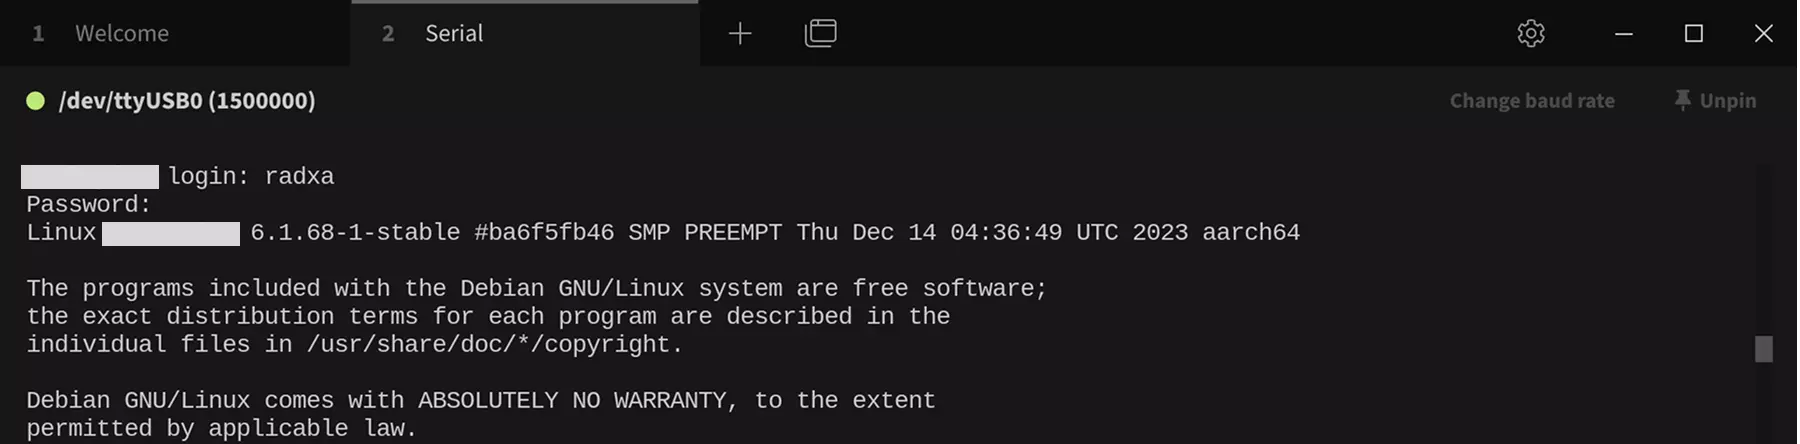 1 Welcome 2 Serial
/dev/ttyUSB0 (1500000) Change baud rate Unpin
login: radxa
Password:
Linux 6.1.68-1-stable #ba6f5fb46 SMP PREEMPT Thu Dec 14 04:36:49 UTC 2023 aarch64
The programs included with the Debian GNU/Linux system are free software;
the exact distribution terms for each program are described in the
individual files in /usr/share/doc/*/copyright.
Debian GNU/Linux comes with ABSOLUTELY NO WARRANTY, to the extent
permitted by applicable law.